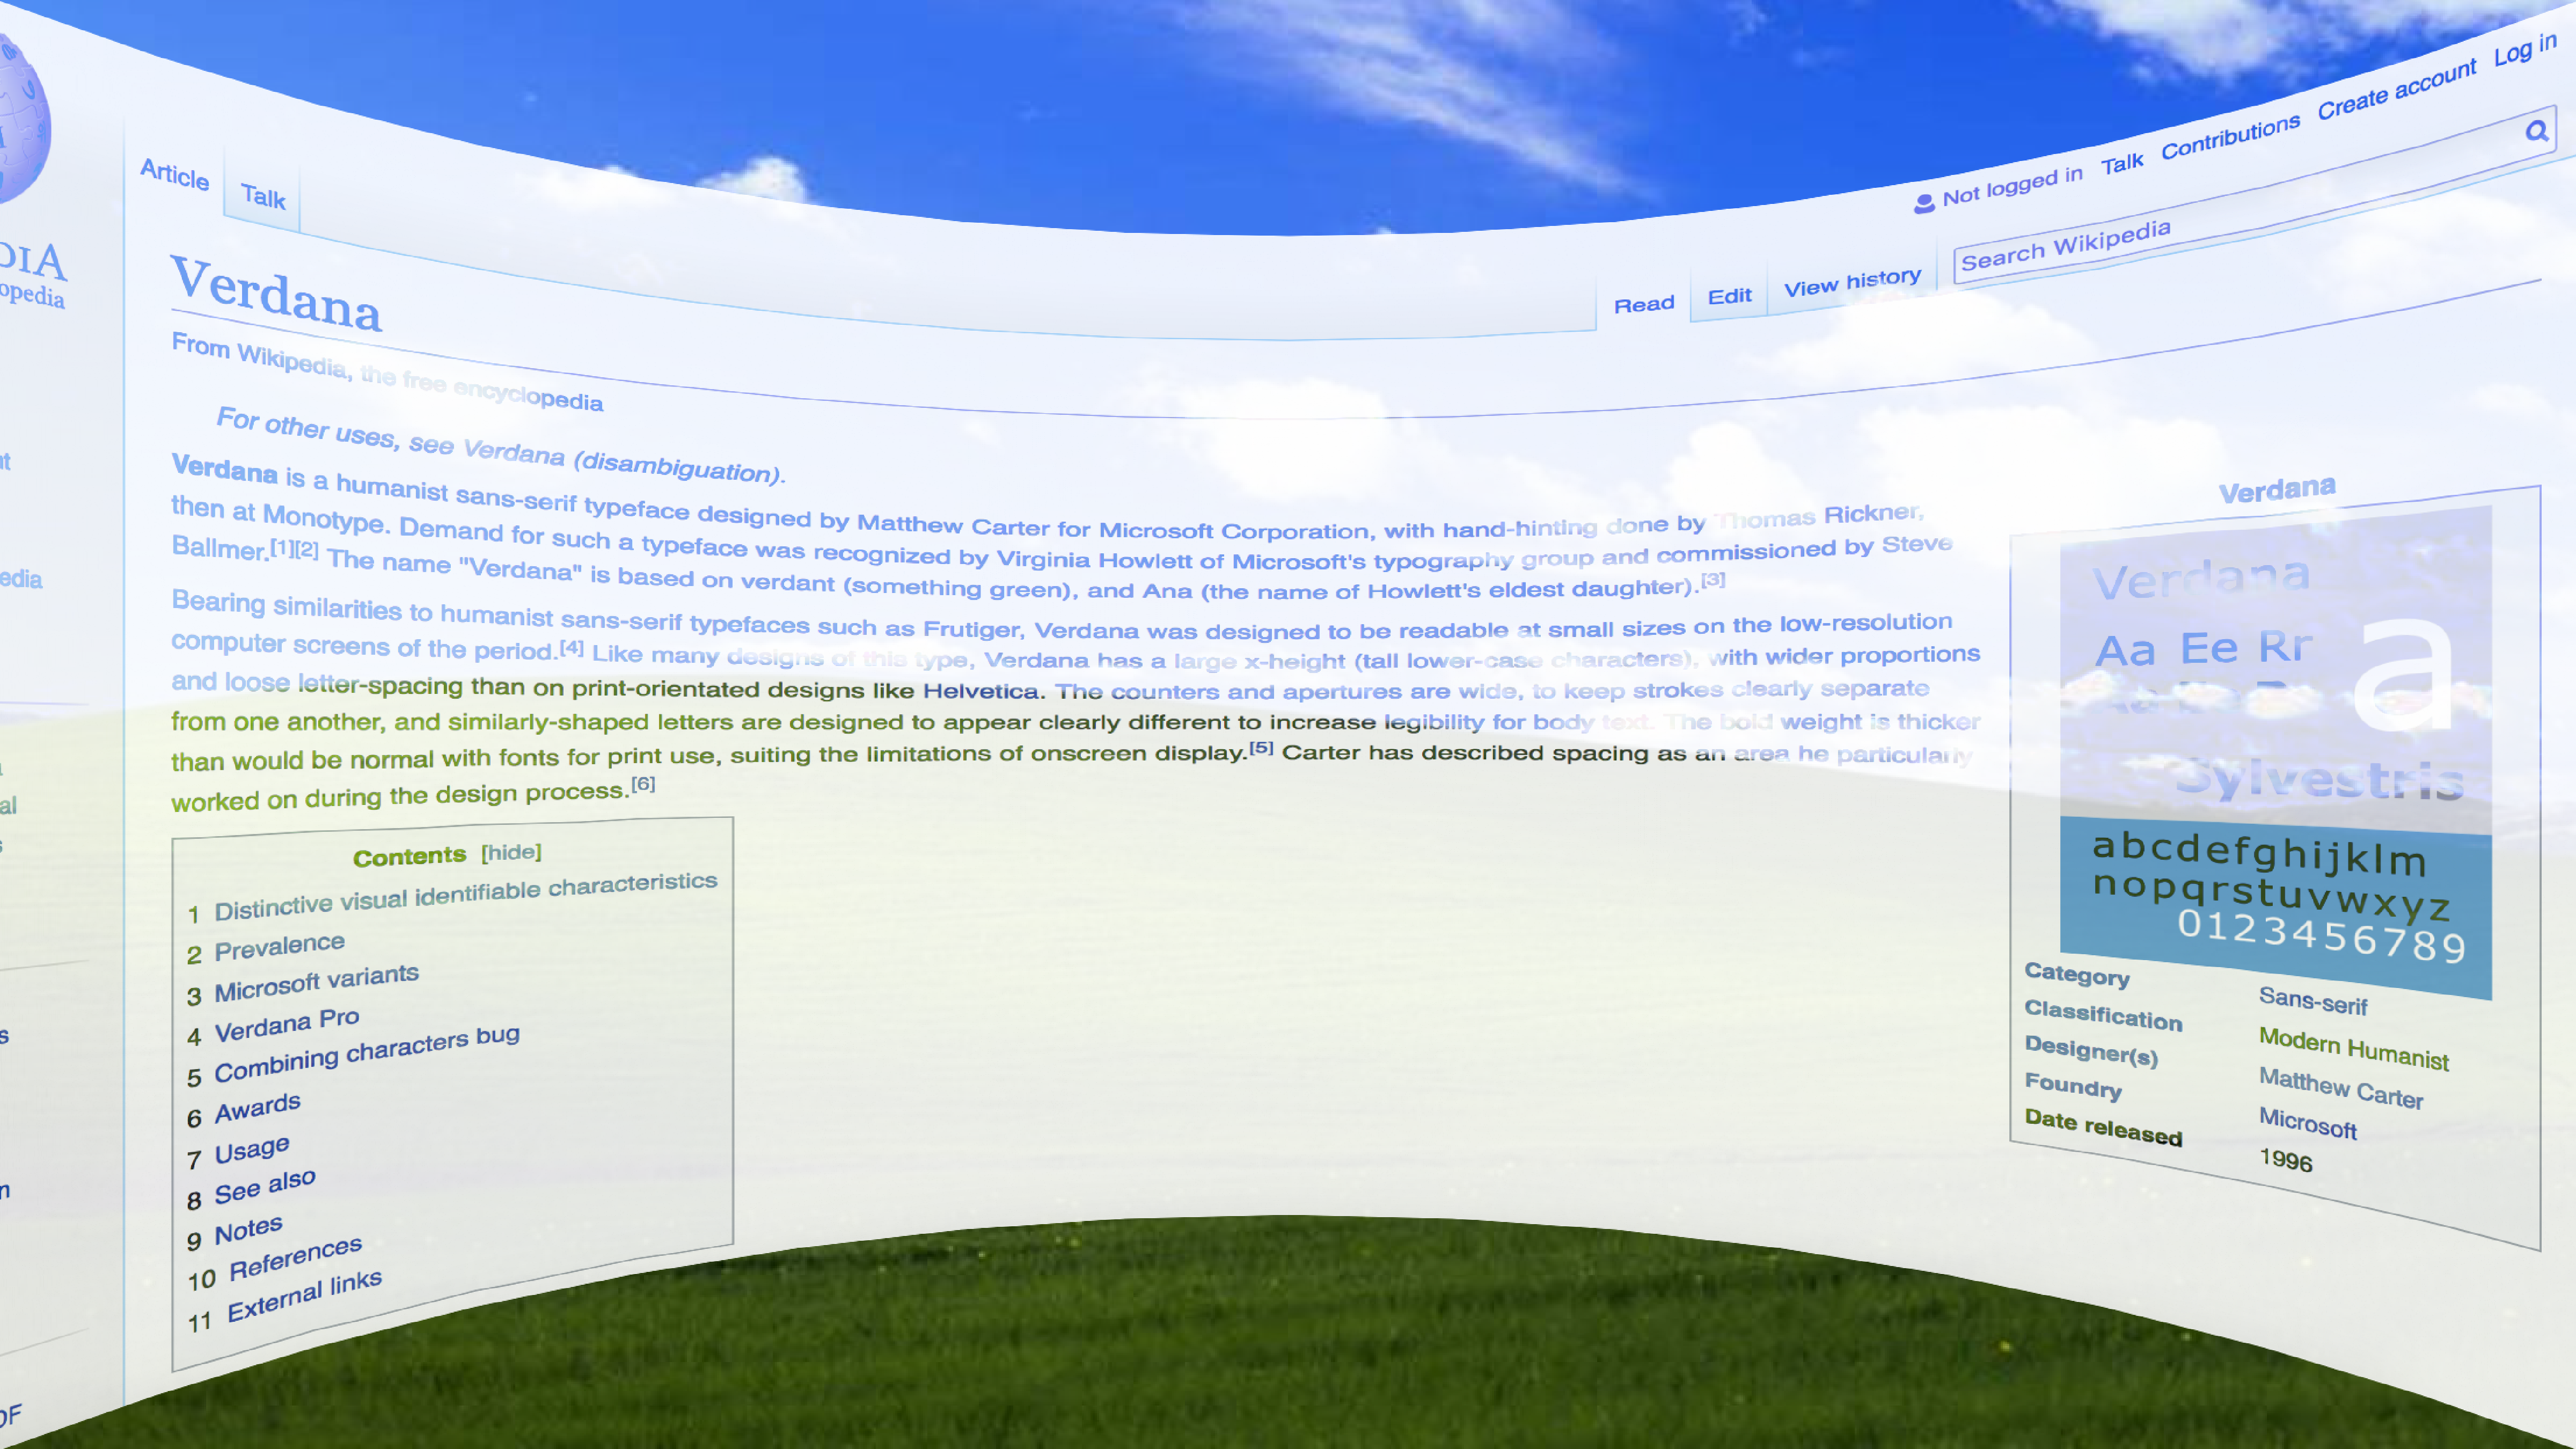 DIA
opedia
Article
Talk
Read
Edit
View history
Not logged in
Talk
Contributions
Create account
Log in
Search Wikipedia
Verdana
From Wikipedia, the free encyclopedia
For other uses, see Verdana (disambiguation).
Verdana is a humanist sans-serif typeface designed by Matthew Carter for Microsoft Corporation, with hand-hinting done by Thomas Rickner,
then at Monotype. Demand for such a typeface was recognized by Virginia Howlett of Microsoft's typography group and commissioned by Steve
Ballmer.[1][2] The name "Verdana" is based on verdant (something green), and Ana (the name of Howlett's eldest daughter).[3]
Bearing similarities to humanist sans-serif typefaces such as Frutiger, Verdana was designed to be readable at small sizes on the low-resolution
computer screens of the period.[4] Like many designs of this type, Verdana has a large x-height (tall lower-case characters), with wider proportions
and loose letter-spacing than on print-orientated designs like Helvetica. The counters and apertures are wide, to keep strokes clearly separate
from one another, and similarly-shaped letters are designed to appear clearly different to increase legibility for body text. The bold weight is thicker
than would be normal with fonts for print use, suiting the limitations of onscreen display.[5] Carter has described spacing as an area he particularly
worked on during the design process.[6]
Contents [hide]
1 Distinctive visual identifiable characteristics
2 Prevalence
3 Microsoft variants
4 Verdana Pro
5 Combining characters bug
6 Awards
7 Usage
8 See also
9 Notes
10 References
11 External links
Verdana
Verdana
Aa Ee Rr
a
Sylvestris
abcdefghijklm
nopqrstuvwxyz
0123456789
Category Sans-serif
Classification Modern Humanist
Designer(s) Matthew Carter
Foundry Microsoft
Date released 1996
edia
al